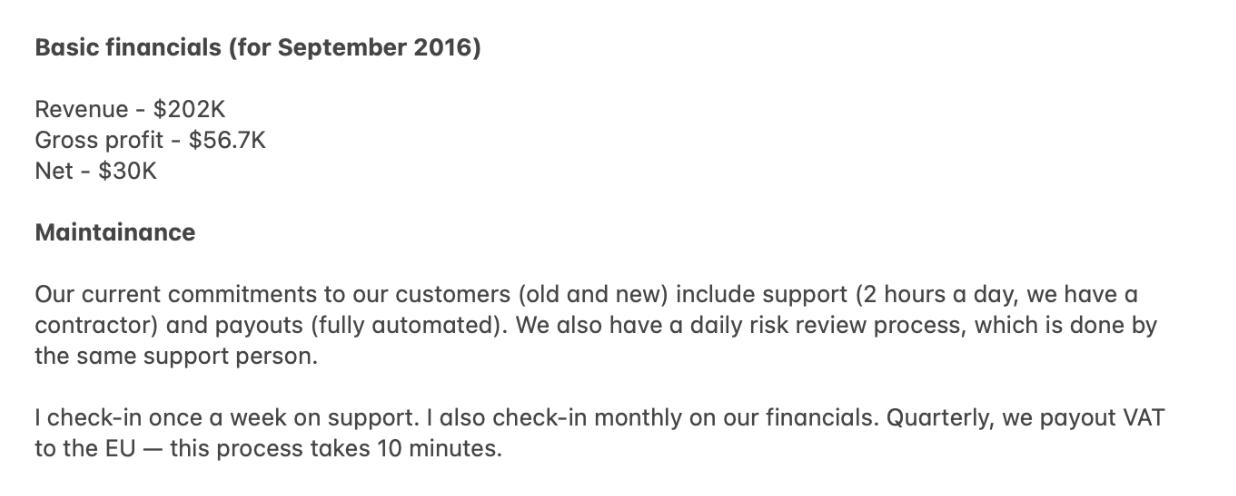 Basic financials (for September 2016)
Revenue - $202K
Gross profit - $56.7K
Net - $30K
Maintainance
Our current commitments to our customers (old and new) include support (2 hours a day, we have a
contractor) and payouts (fully automated). We also have a daily risk review process, which is done by
the same support person.
I check-in once a week on support. I also check-in monthly on our financials. Quarterly, we payout VAT
to the EU — this process takes 10 minutes.